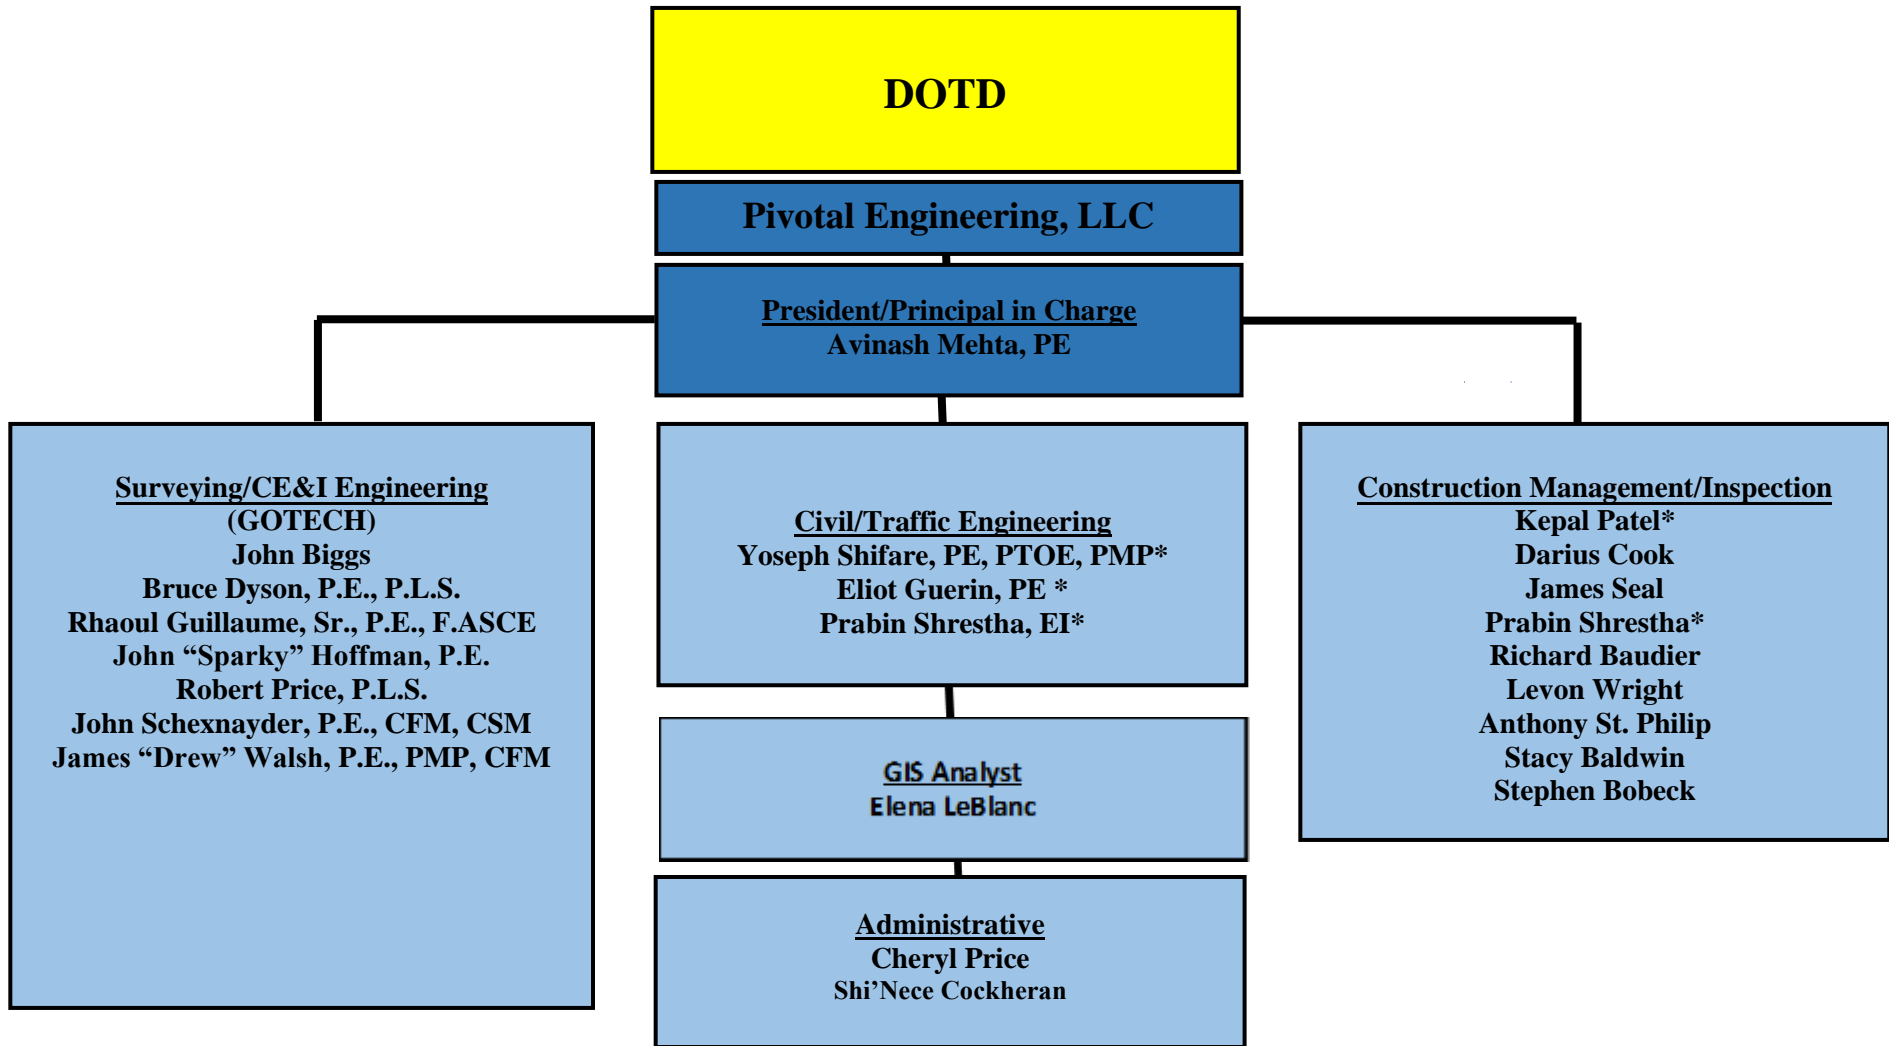 DOTD
Pivotal Engineering, LLC
President/Principal in Charge
Avinash Mehta, PE
Surveying/CE&I Engineering
(GOTECH)
John Biggs
Bruce Dyson, P.E., P.L.S.
Rhaoul Guillaume, Sr., P.E., F.ASCE
John “Sparky” Hoffman, P.E.
Robert Price, P.L.S.
John Schexnayder, P.E., CFM, CSM
James “Drew” Walsh, P.E., PMP, CFM
Civil/Traffic Engineering
Yoseph Shifare, PE, PTOE, PMP*
Eliot Guerin, PE *
Prabin Shrestha, EI*
GIS Analyst
Elena LeBlanc
Administrative
Cheryl Price
Shi’Nece Cockheran
Construction Management/Inspection
Kepal Patel*
Darius Cook
James Seal
Prabin Shrestha*
Richard Baudier
Levon Wright
Anthony St. Philip
Stacy Baldwin
Stephen Bobeck